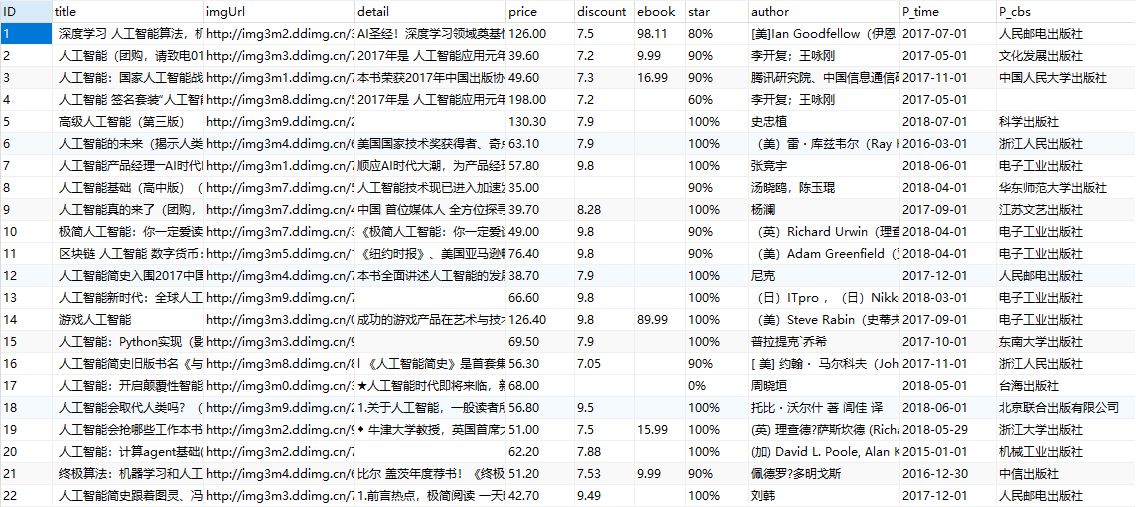 ID title imgUrl detail price discount ebook star author P_time P_cbs
1 深度学习 人工智能算法，机 http://img3m2.ddimg.cn/3 AI圣经！深度学习领域奠基性 126.00 7.5 98.11 80% [美]Ian Goodfellow（伊恩 2017-07-01 人民邮电出版社
2 人工智能（团购，请致电01 http://img3m3.ddimg.cn/7 2017年是 人工智能应用元年 39.60 7.2 9.99 90% 李开复；王咏刚 2017-05-01 文化发展出版社
3 人工智能：国家人工智能战 http://img3m1.ddimg.cn/7 本书荣获2017年中国出版协 49.60 7.3 16.99 90% 腾讯研究院、中国信息通信研 2017-11-01 中国人民大学出版社
4 人工智能 签名套装“人工智 http://img3m8.ddimg.cn/5 2017年是 人工智能应用元年 198.00 7.2 60% 李开复；王咏刚 2017-05-01
5 高级人工智能（第三版） http://img3m9.ddimg.cn/2 130.30 7.9 100% 史忠植 2018-07-01 科学出版社
6 人工智能的未来（揭示人类 http://img3m4.ddimg.cn/0 美国国家技术奖获得者、奇点 63.10 7.9 100% （美）雷·库兹韦尔（Ray 2016-03-01 浙江人民出版社
7 人工智能产品经理—AI时代 http://img3m1.ddimg.cn/7 顺应AI时代大潮，为产品经理 57.80 9.8 100% 张竞宇 2018-06-01 电子工业出版社
8 人工智能基础（高中版）（ http://img3m7.ddimg.cn/5 人工智能技术现已进入加速 35.00 90% 汤晓鸥，陈玉琨 2018-04-01 华东师范大学出版社
9 人工智能真的来了（团购， http://img3m7.ddimg.cn/4 中国 首位媒体人 全方位探寻 39.70 8.28 100% 杨澜 2017-09-01 江苏文艺出版社
10 极简人工智能：你一定爱读 http://img3m7.ddimg.cn/3 《极简人工智能：你一定爱读 49.00 9.8 90% （英）Richard Urwin（理查 2018-04-01 电子工业出版社
11 区块链 人工智能 数字货币： http://img3m5.ddimg.cn/1 《纽约时报》、美国亚马逊畅 76.40 9.8 90% （美）Adam Greenfield（ 2018-04-01 电子工业出版社
12 人工智能简史入围2017中国 http://img3m4.ddimg.cn/7 本书全面讲述人工智能的发展 38.70 7.9 100% 尼克 2017-12-01 人民邮电出版社
13 人工智能新时代：全球人工 http://img3m9.ddimg.cn/7 66.60 9.8 100% （日）ITpro ，（日）Nikk 2018-03-01 电子工业出版社
14 游戏人工智能 http://img3m3.ddimg.cn/0 成功的游戏产品在艺术与技术 126.40 9.8 89.99 100% （美）Steve Rabin（史蒂夫 2017-09-01 电子工业出版社
15 人工智能：Python实现（影 http://img3m3.ddimg.cn/9 69.50 7.9 100% 普拉提克`乔希 2017-10-01 东南大学出版社
16 人工智能简史旧版书名《与 http://img3m8.ddimg.cn/8 l 《人工智能简史》是首套集 56.30 7.05 90% [ 美] 约翰· 马尔科夫（Joh 2017-11-01 浙江人民出版社
17 人工智能：开启颠覆性智能 http://img3m0.ddimg.cn/3 ★人工智能时代即将来临，新 68.00 0% 周晓垣 2018-05-01 台海出版社
18 人工智能会取代人类吗？（ http://img3m9.ddimg.cn/2 1.关于人工智能，一般读者所 56.80 9.5 100% 托比·沃尔什 著 闾佳 译 2018-06-01 北京联合出版有限公司
19 人工智能会抢哪些工作本书 http://img3m2.ddimg.cn/9 ◆ 牛津大学教授，英国首席大 51.00 7.5 15.99 90% (英) 理查德?萨斯坎德 (Richa 2018-05-29 浙江大学出版社
20 人工智能：计算agent基础( http://img3m2.ddimg.cn/7 62.20 7.88 100% (加) David L. Poole, Alan 2015-01-01 机械工业出版社
21 终极算法：机器学习和人工 http://img3m4.ddimg.cn/0 比尔 盖茨年度荐书！《终极 51.20 7.53 9.99 90% 佩德罗?多明戈斯 2016-12-30 中信出版社
22 人工智能简史跟着图灵、冯 http://img3m3.ddimg.cn/7 1.前言热点，极简阅读 一天 42.70 9.49 100% 刘韩 2017-12-01 人民邮电出版社